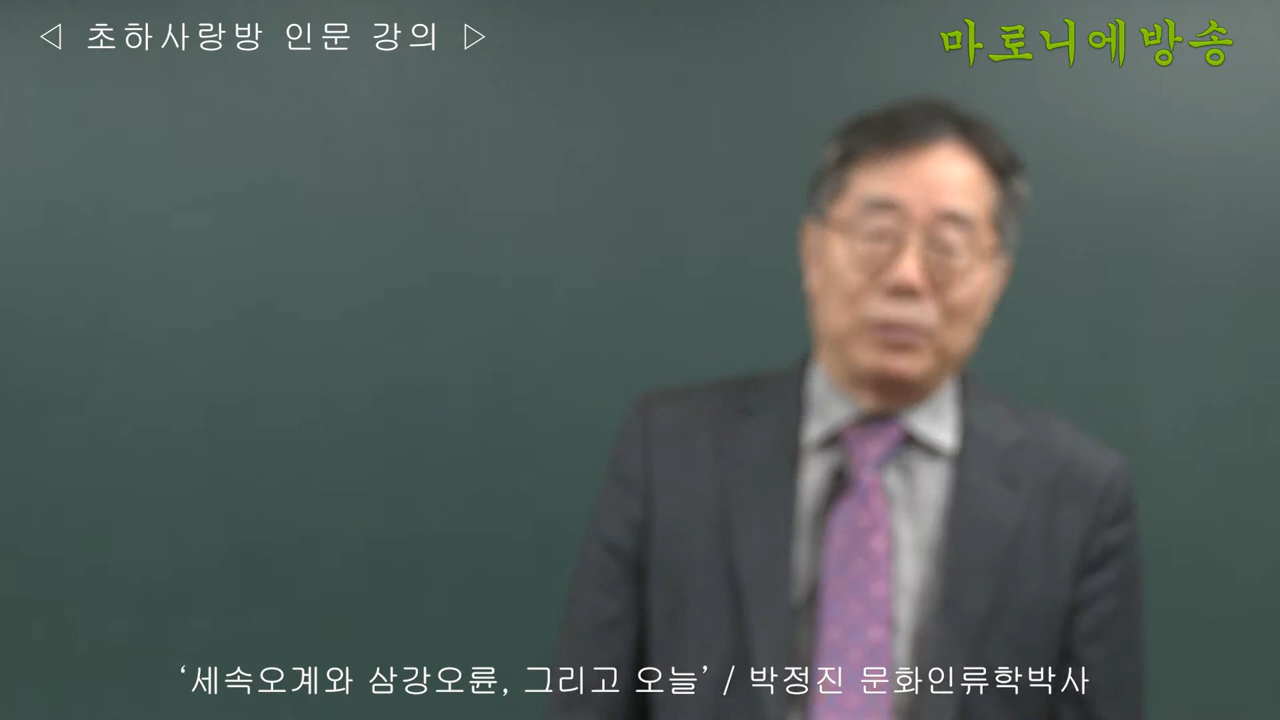 ◁ 초하사랑방 인문 강의 ▷
마로니에방송
‘세속오계와 삼강오륜, 그리고 오늘’ / 박정진 문화인류학박사